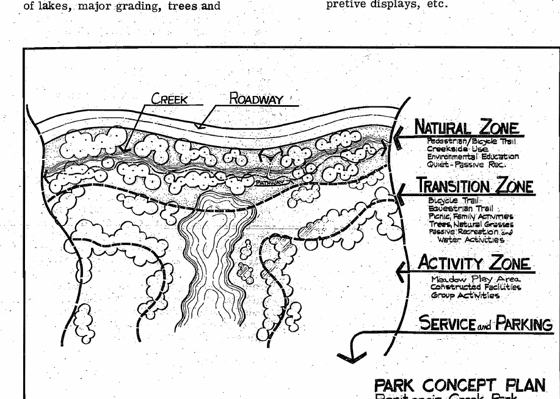 of lakes, major grading, trees and
pretive displays, etc.
CREEK
ROADWAY
NATURAL ZONE
Pedestrian/Bicycle Trail
Creekside Use
Environmental Education
Quiet-Passive Rec.
TRANSITION ZONE
Bicycle Trail
Equestrian Trail
Picnic, Family Activities
Trees, Natural Grasses
Passive Recreation and
Water Activities
ACTIVITY ZONE
Meadow Play Area
Constructed Facilities
Group Activities
SERVICE and PARKING
PARK CONCEPT PLAN
Creek Park